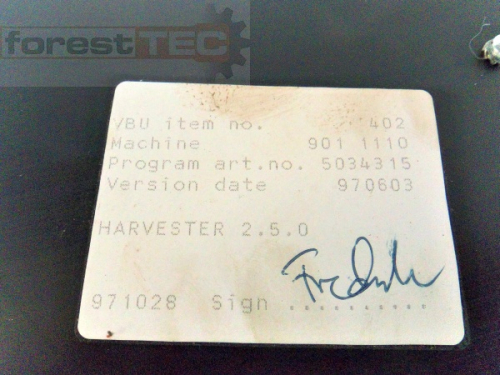 forestTEC
VBU item no. 402
Machine 901 1110
Program art.no. 5034315
Version date 970603
HARVESTER 2.5.0
971028 Sign ..........